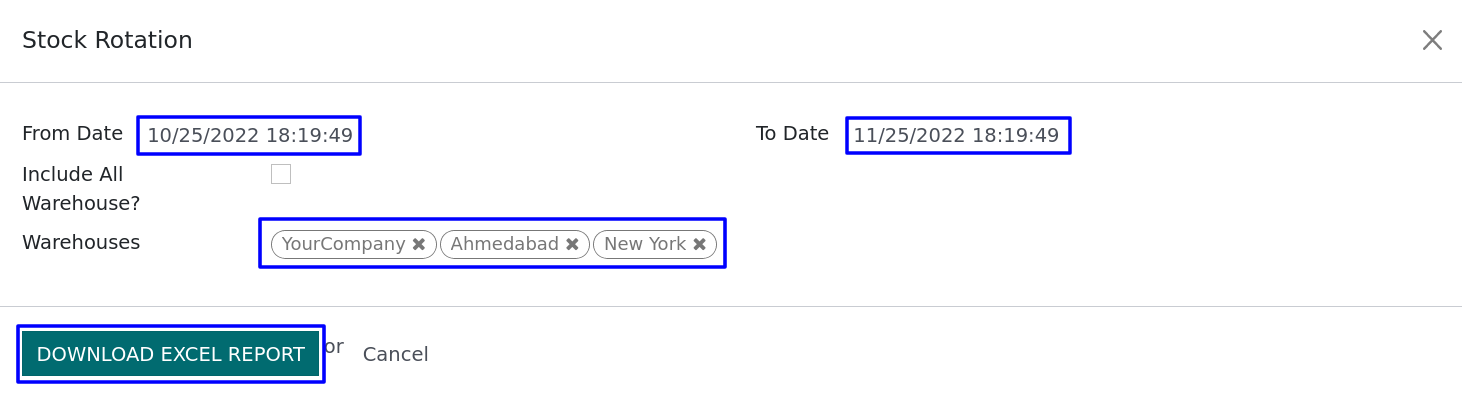 Stock Rotation
From Date 10/25/2022 18:19:49 To Date 11/25/2022 18:19:49
Include All
Warehouse?
Warehouses YourCompany Ahmedabad New York
DOWNLOAD EXCEL REPORT or Cancel